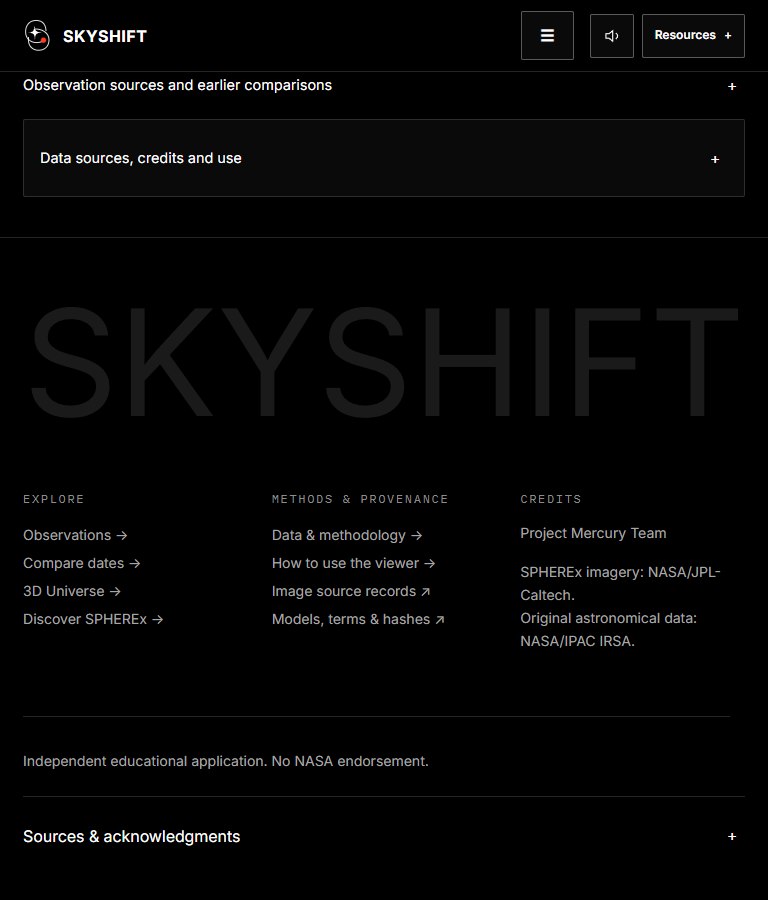 SKYSHIFT
Resources +
Observation sources and earlier comparisons +
Data sources, credits and use +
SKYSHIFT
EXPLORE
Observations →
Compare dates →
3D Universe →
Discover SPHEREx →
METHODS & PROVENANCE
Data & methodology →
How to use the viewer →
Image source records ↗
Models, terms & hashes ↗
CREDITS
Project Mercury Team
SPHEREx imagery: NASA/JPL-
Caltech.
Original astronomical data:
NASA/IPAC IRSA.
Independent educational application. No NASA endorsement.
Sources & acknowledgments +